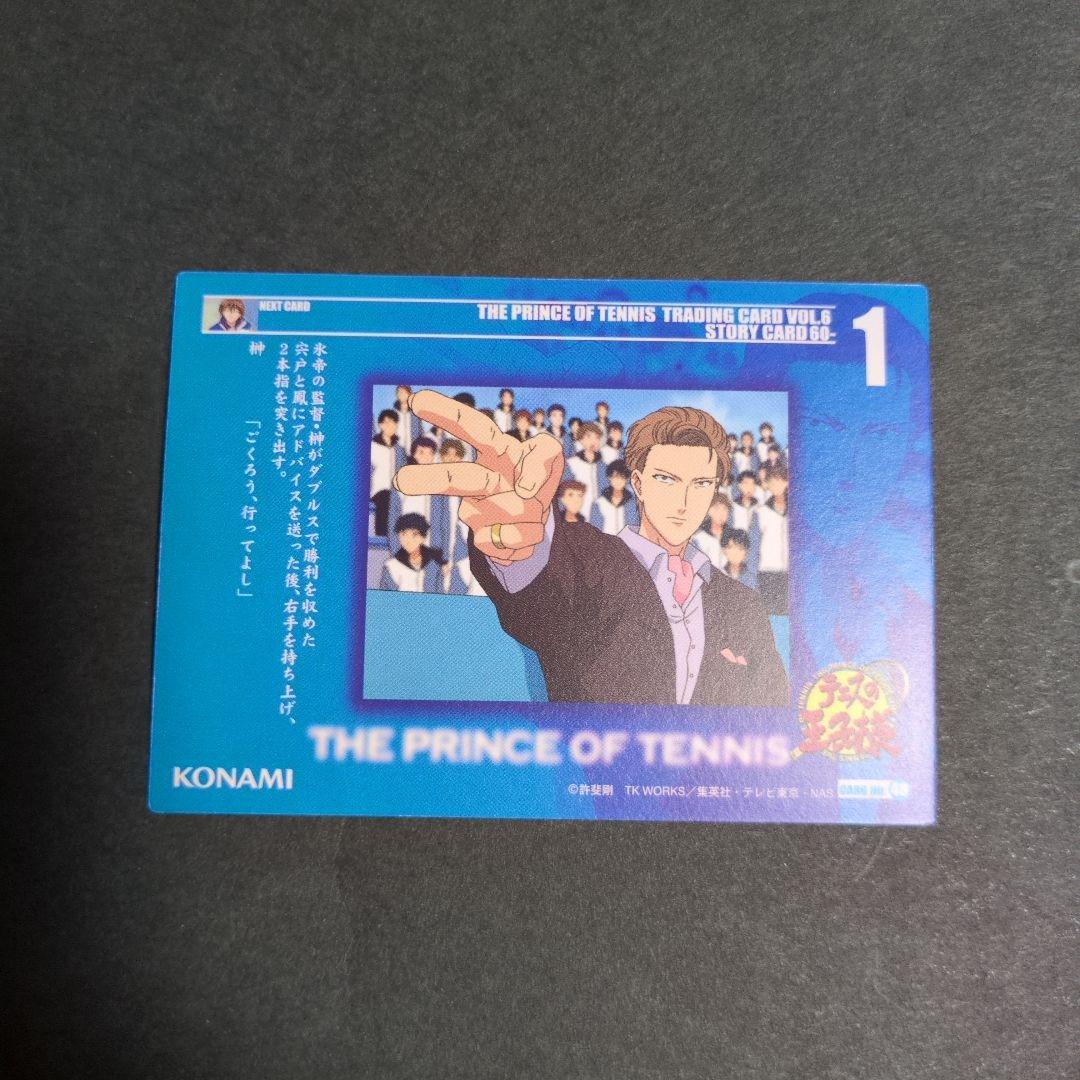 NEXT CARD
THE PRINCE OF TENNIS TRADING CARD VOL.6
STORY CARD 60-
1
氷帝の監督・榊がダブルスで勝利を収めた
宍戸と鳳にアドバイスを送った後、右手を持ち上げ、
2本指を突き出す。
榊　「ごくろう、行ってよし」
テニスの
王子様
THE PRINCE OF TENNIS
KONAMI
©許斐剛 TK WORKS／集英社・テレビ東京・NAS
CARD NO.